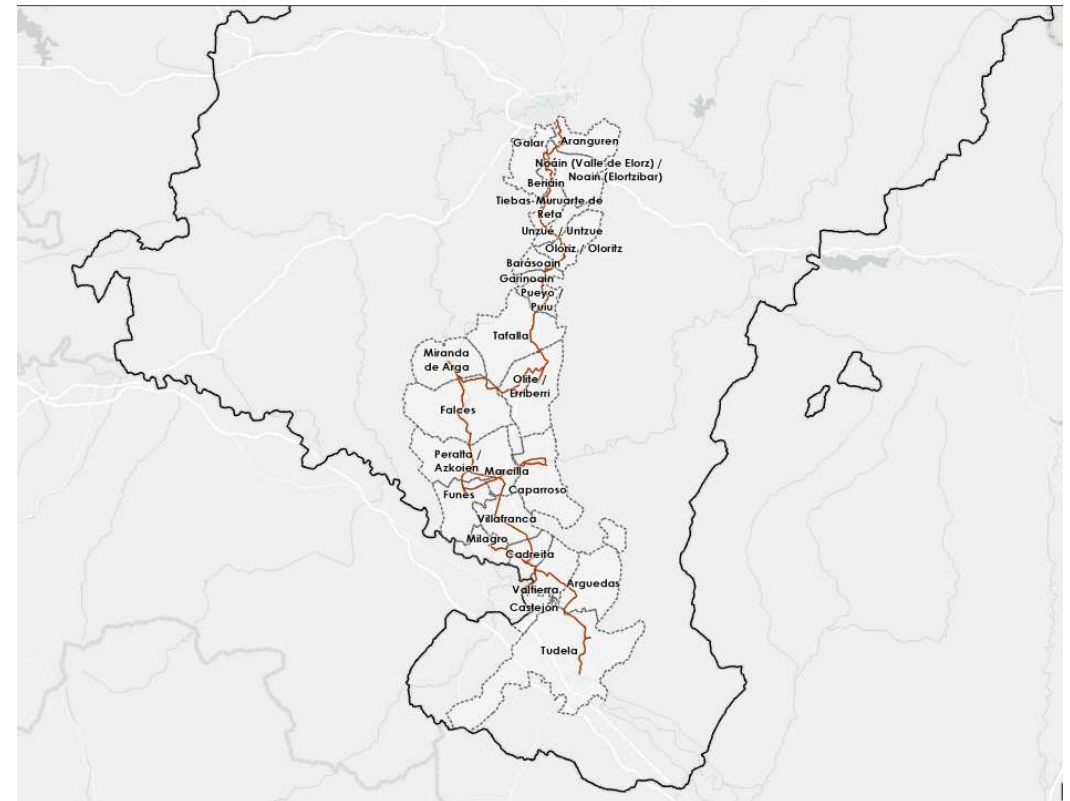 Galar
Aranguren
Noáin (Valle de Elorz) /
Noain (Elortzibar)
Beriáin
Tiebas-Muruarte de
Reta
Unzué / Untzue
Olóriz / Oloritz
Barásoain
Garínoain
Pueyo /
Puiu
Tafalla
Miranda
de Arga
Olite /
Erriberri
Falces
Peralta /
Azkoien
Marcilla
Funes
Caparroso
Villafranca
Milagro
Cadreita
Valtierra
Arguedas
Castejón
Tudela